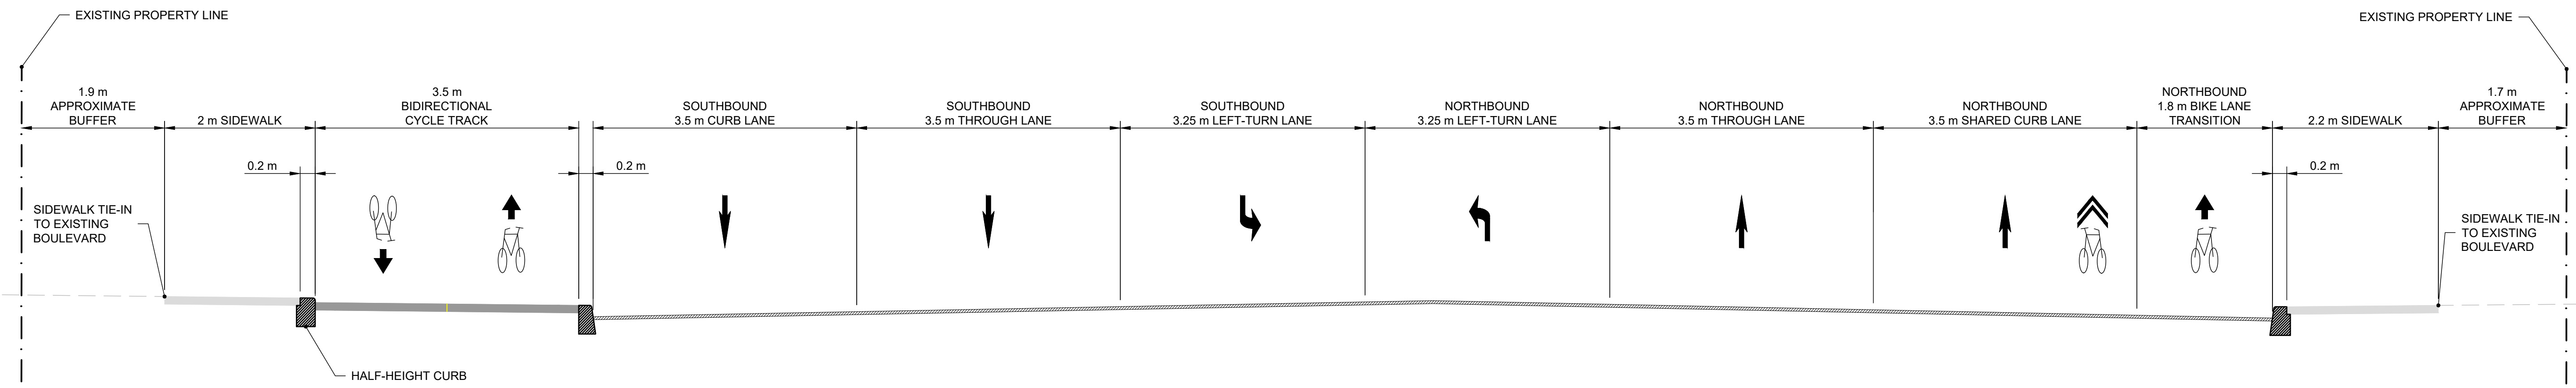 EXISTING PROPERTY LINE
EXISTING PROPERTY LINE
1.9 m
APPROXIMATE
BUFFER
2 m SIDEWALK
3.5 m
BIDIRECTIONAL
CYCLE TRACK
SOUTHBOUND
3.5 m CURB LANE
SOUTHBOUND
3.5 m THROUGH LANE
SOUTHBOUND
3.25 m LEFT-TURN LANE
NORTHBOUND
3.25 m LEFT-TURN LANE
NORTHBOUND
3.5 m THROUGH LANE
NORTHBOUND
3.5 m SHARED CURB LANE
NORTHBOUND
1.8 m BIKE LANE
TRANSITION
2.2 m SIDEWALK
1.7 m
APPROXIMATE
BUFFER
0.2 m
0.2 m
0.2 m
SIDEWALK TIE-IN
TO EXISTING
BOULEVARD
SIDEWALK TIE-IN
TO EXISTING
BOULEVARD
HALF-HEIGHT CURB